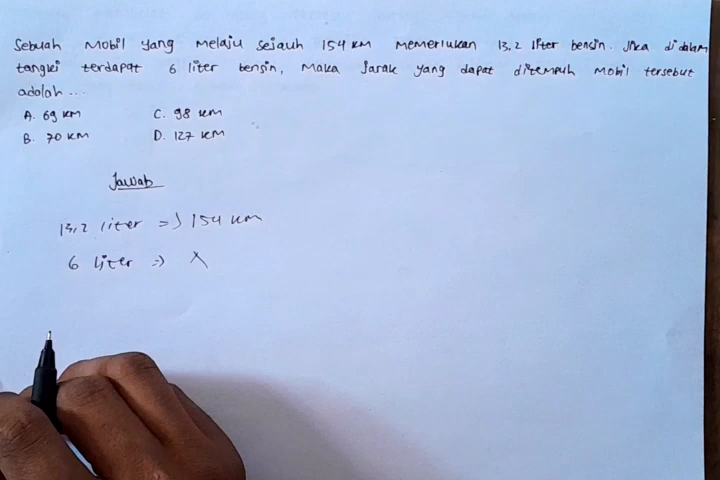 Sebuah Mobil yang Melaju sejauh 154 KM Memerlukan 13,2 liter bensin. Jika di dalam
tangki terdapat 6 liter bensin, Maka Jarak yang dapat ditempuh Mobil tersebut
adalah ...
A. 69 KM C. 98 KM
B. 70 KM D. 127 KM
Jawab
13,2 liter => 154 km
6 liter => X